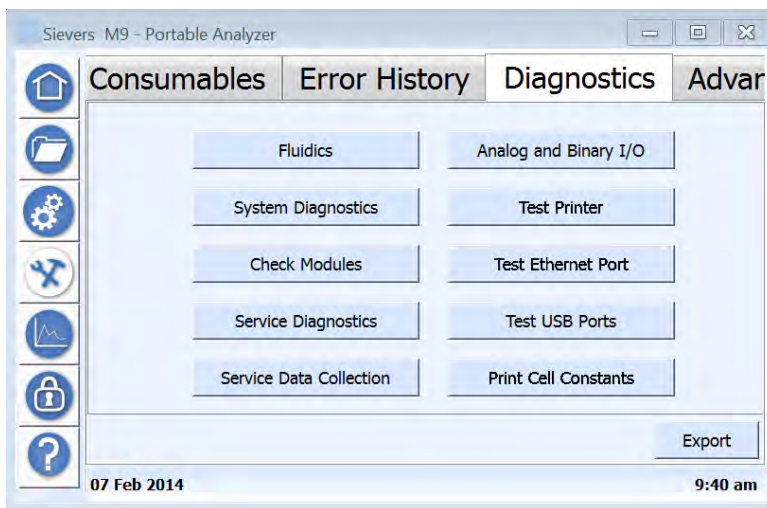 Sievers M9 - Portable Analyzer
Consumables Error History Diagnostics Advan
Fluidics Analog and Binary I/O
System Diagnostics Test Printer
Check Modules Test Ethernet Port
Service Diagnostics Test USB Ports
Service Data Collection Print Cell Constants
?
Export
07 Feb 2014 9:40 am